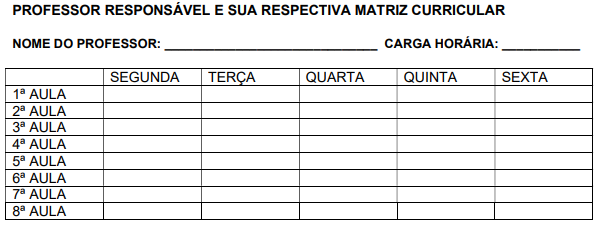 PROFESSOR RESPONSÁVEL E SUA RESPECTIVA MATRIZ CURRICULAR
NOME DO PROFESSOR: ______________________________ CARGA HORÁRIA: ___________
SEGUNDA TERÇA QUARTA QUINTA SEXTA
1ª AULA
2ª AULA
3ª AULA
4ª AULA
5ª AULA
6ª AULA
7ª AULA
8ª AULA